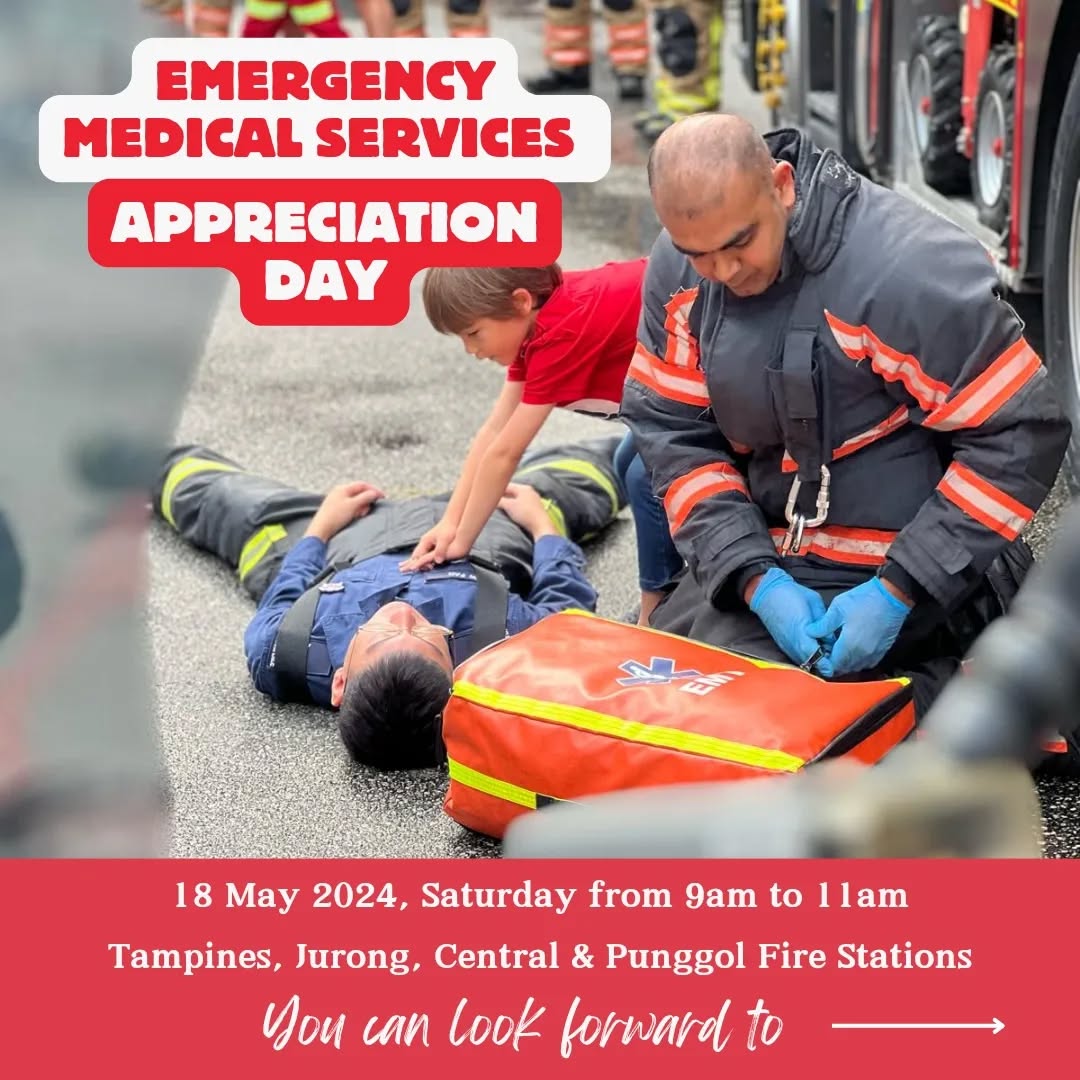 EMERGENCY
MEDICAL SERVICES
APPRECIATION
DAY
EMT
18 May 2024, Saturday from 9am to 11am
Tampines, Jurong, Central & Punggol Fire Stations
You can look forward to